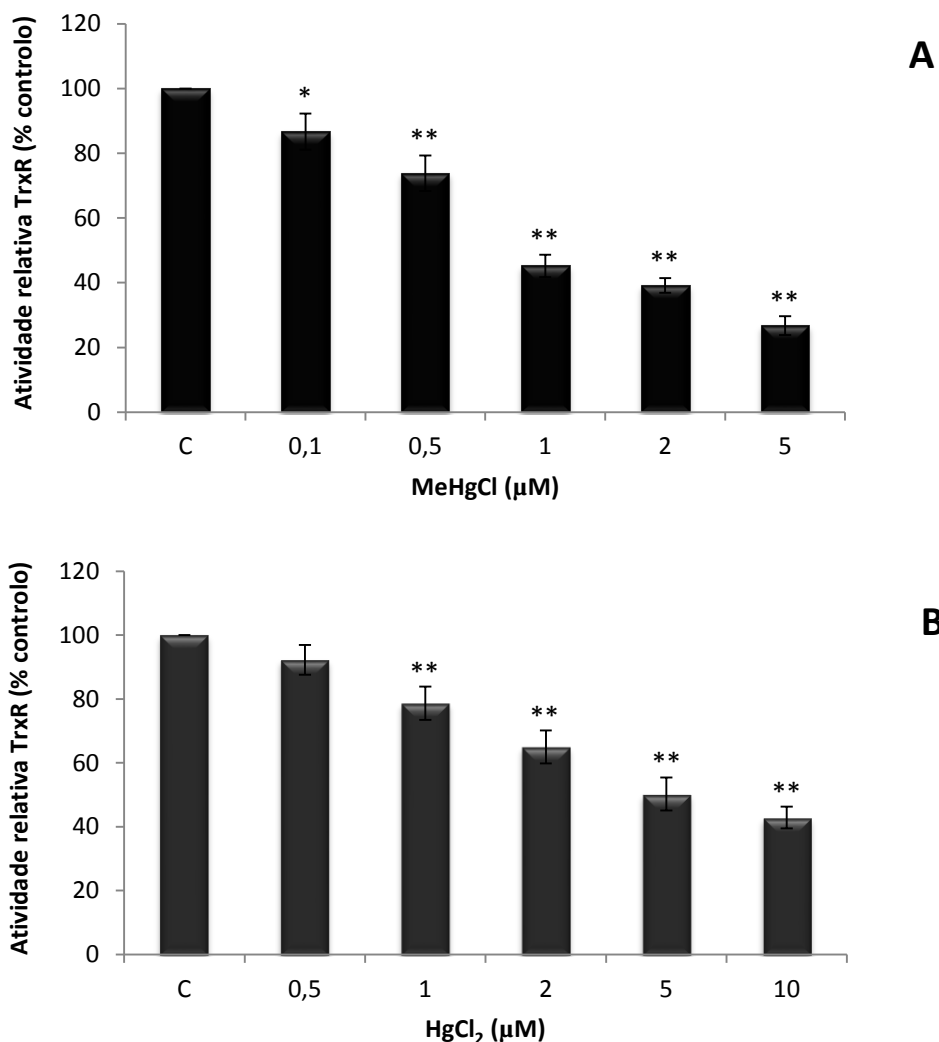 A
Atividade relativa TrxR (% controlo)
120
100
80
60
40
20
0
*
**
**
**
**
C 0,1 0,5 1 2 5
MeHgCl (µM)
B
Atividade relativa TrxR (% controlo)
120
100
80
60
40
20
0
**
**
**
**
C 0,5 1 2 5 10
HgCl₂ (µM)